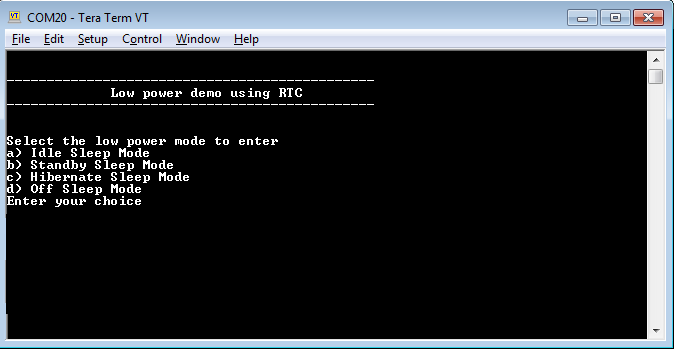 COM20 - Tera Term VT
File Edit Setup Control Window Help
------------------------------------------------
Low power demo using RTC
------------------------------------------------
Select the low power mode to enter
a) Idle Sleep Mode
b) Standby Sleep Mode
c) Hibernate Sleep Mode
d) Off Sleep Mode
Enter your choice